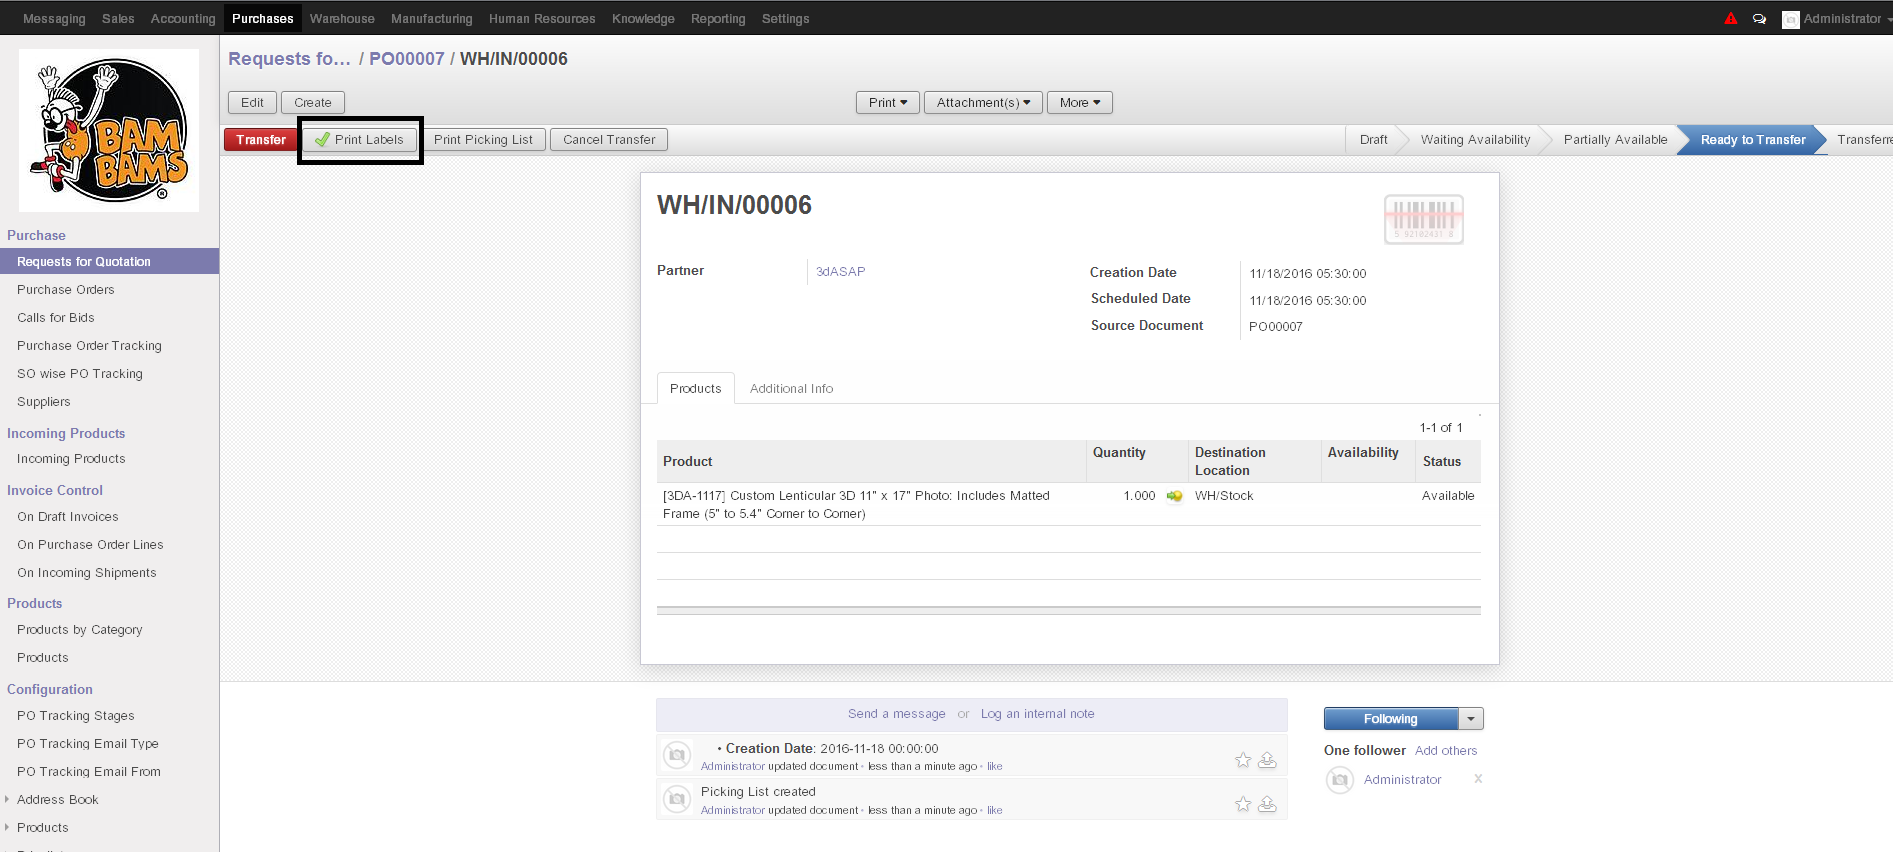 Messaging Sales Accounting Purchases Warehouse Manufacturing Human Resources Knowledge Reporting Settings Administrator
BAM
BAMS
®
Requests fo... / PO00007 / WH/IN/00006
Edit Create Print Attachment(s) More
Transfer Print Labels Print Picking List Cancel Transfer Draft Waiting Availability Partially Available Ready to Transfer Transferre
Purchase
Requests for Quotation
Purchase Orders
Calls for Bids
Purchase Order Tracking
SO wise PO Tracking
Suppliers
Incoming Products
Incoming Products
Invoice Control
On Draft Invoices
On Purchase Order Lines
On Incoming Shipments
Products
Products by Category
Products
Configuration
PO Tracking Stages
PO Tracking Email Type
PO Tracking Email From
Address Book
Products
WH/IN/00006
5 92102431 8
Partner 3dASAP
Creation Date 11/18/2016 05:30:00
Scheduled Date 11/18/2016 05:30:00
Source Document PO00007
Products Additional Info
1-1 of 1
Product Quantity Destination Location Availability Status
[3DA-1117] Custom Lenticular 3D 11" x 17" Photo: Includes Matted 1.000 WH/Stock Available
Frame (5" to 5.4" Corner to Corner)
Send a message or Log an internal note
• Creation Date: 2016-11-18 00:00:00
Administrator updated document • less than a minute ago • like
Picking List created
Administrator updated document • less than a minute ago • like
Following
One follower Add others
Administrator x